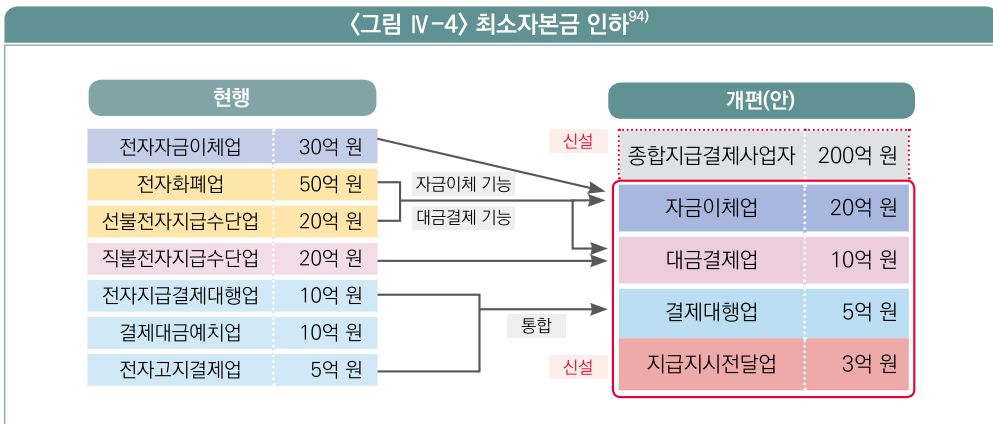 <그림 Ⅳ-4> 최소자본금 인하94)
현행
전자자금이체업 30억 원
전자화폐업 50억 원
선불전자지급수단업 20억 원
직불전자지급수단업 20억 원
전자지급결제대행업 10억 원
결제대금예치업 10억 원
전자고지결제업 5억 원
자금이체 기능
대금결제 기능
통합
개편(안)
신설
종합지급결제사업자 200억 원
자금이체업 20억 원
대금결제업 10억 원
결제대행업 5억 원
신설
지급지시전달업 3억 원